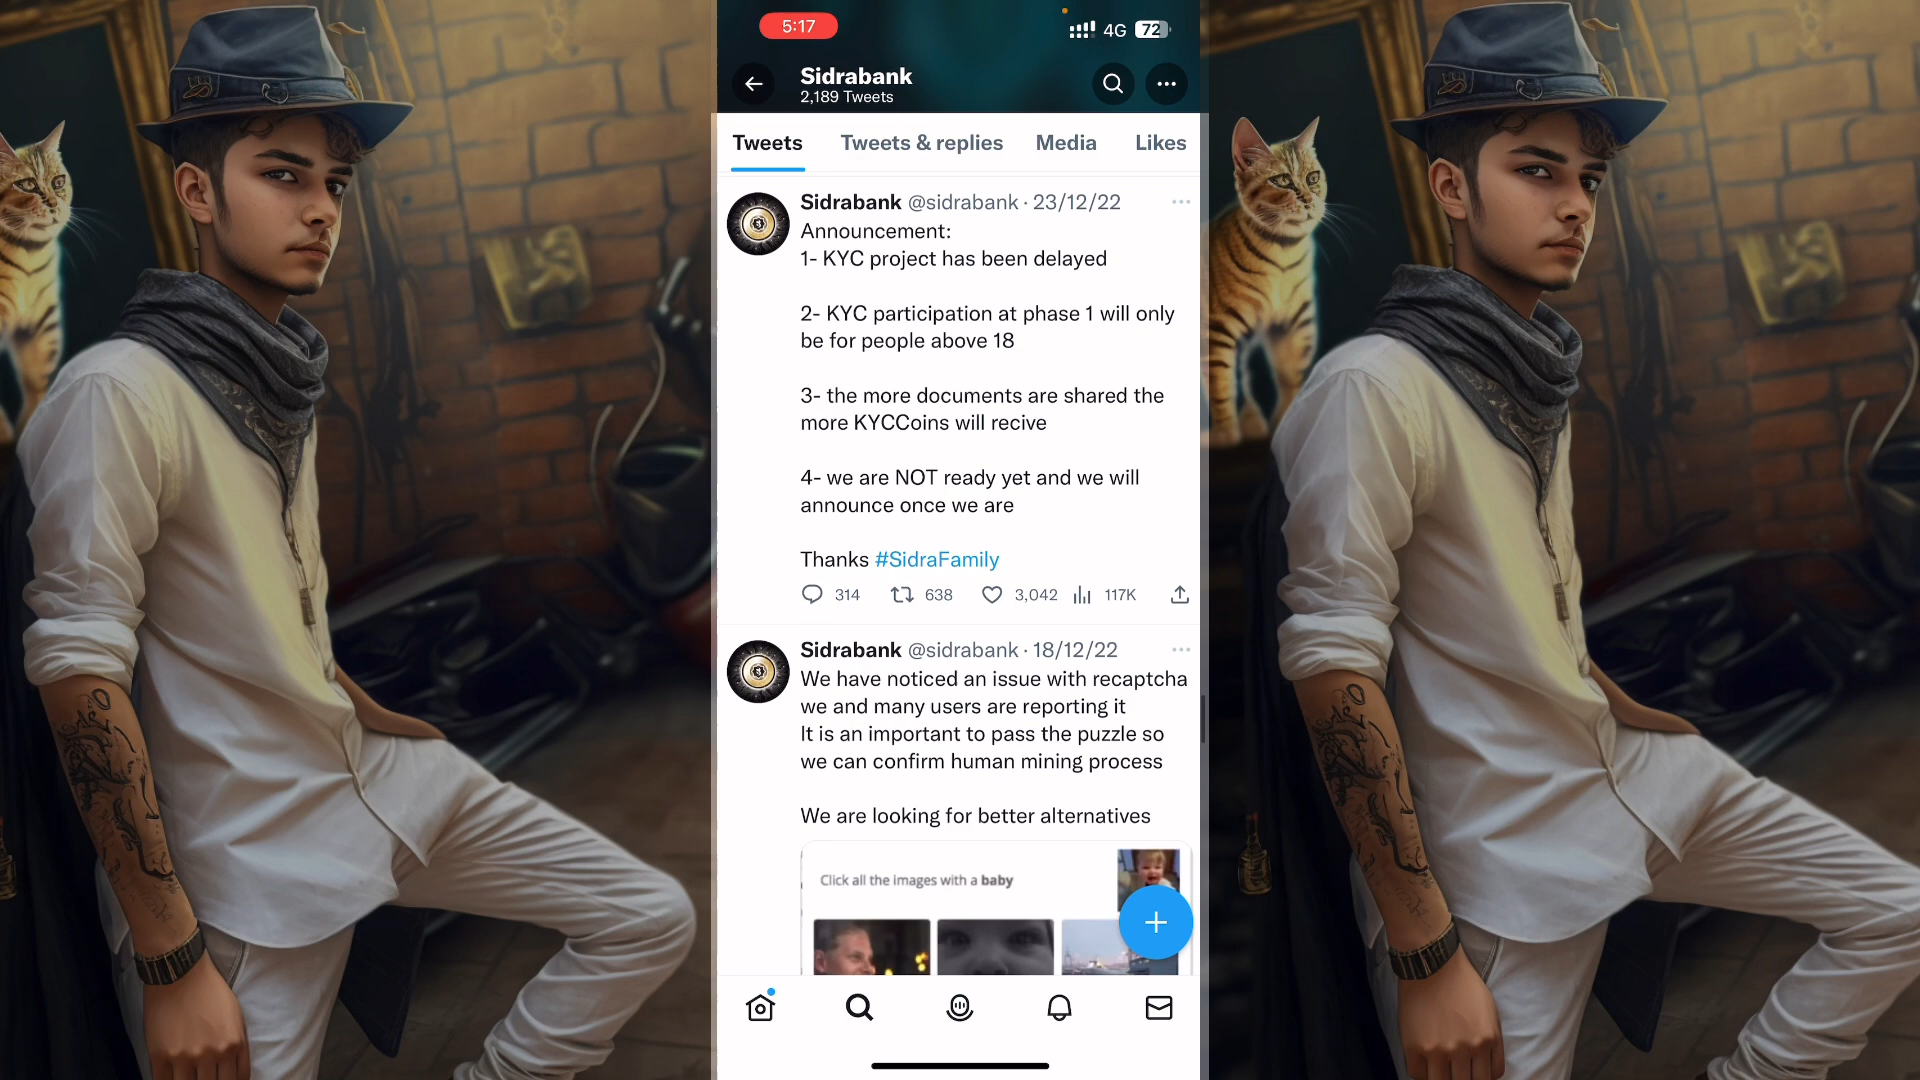 5:17
4G 72
Sidrabank
2,189 Tweets
Tweets Tweets & replies Media Likes
Sidrabank @sidrabank · 23/12/22
Announcement:
1- KYC project has been delayed
2- KYC participation at phase 1 will only
be for people above 18
3- the more documents are shared the
more KYCCoins will recive
4- we are NOT ready yet and we will
announce once we are
Thanks #SidraFamily
314 638 3,042 117K
Sidrabank @sidrabank · 18/12/22
We have noticed an issue with recaptcha
we and many users are reporting it
It is an important to pass the puzzle so
we can confirm human mining process
We are looking for better alternatives
Click all the images with a baby